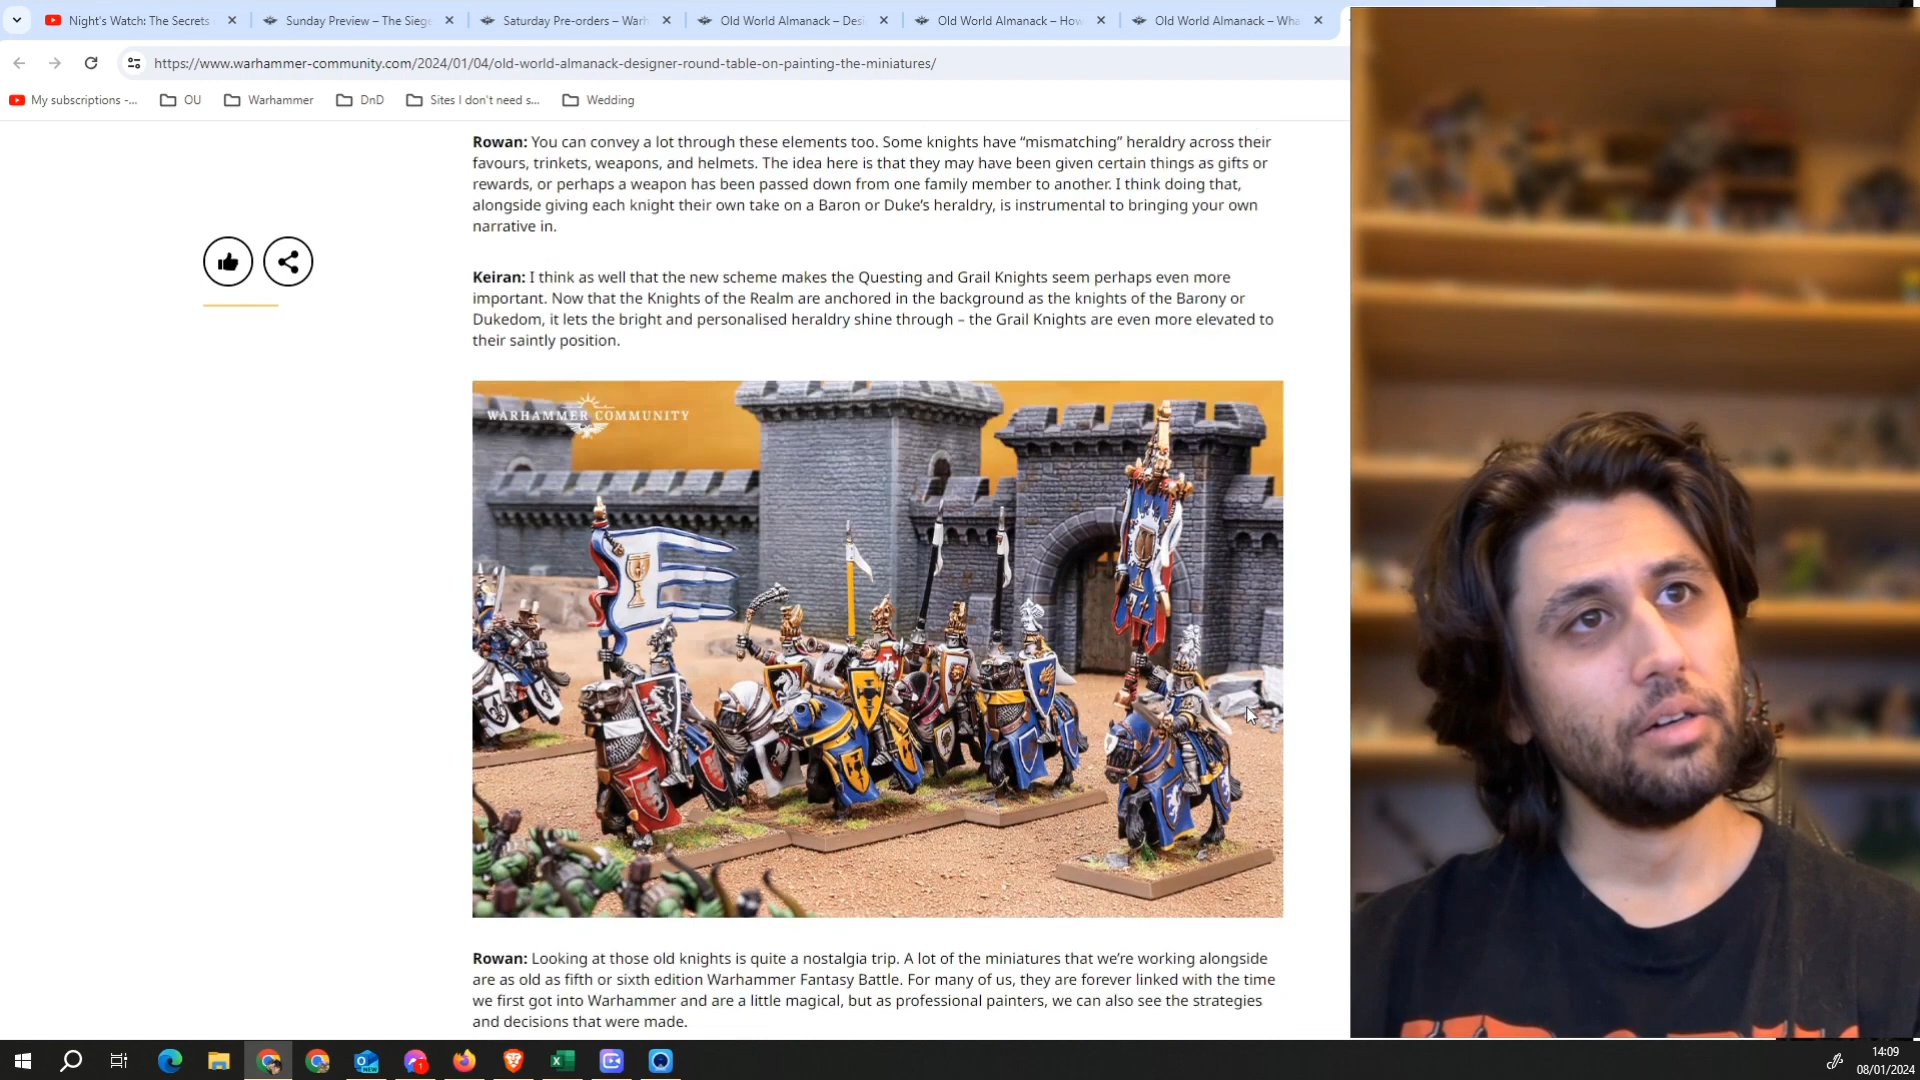 Night's Watch: The Secrets
Sunday Preview – The Siege
Saturday Pre-orders – Warh
Old World Almanack – Desi
Old World Almanack – How
Old World Almanack – Wha
https://www.warhammer-community.com/2024/01/04/old-world-almanack-designer-round-table-on-painting-the-miniatures/
My subscriptions -...
OU
Warhammer
DnD
Sites I don't need s...
Wedding
Rowan: You can convey a lot through these elements too. Some knights have “mismatching” heraldry across their
favours, trinkets, weapons, and helmets. The idea here is that they may have been given certain things as gifts or
rewards, or perhaps a weapon has been passed down from one family member to another. I think doing that,
alongside giving each knight their own take on a Baron or Duke’s heraldry, is instrumental to bringing your own
narrative in.
Keiran: I think as well that the new scheme makes the Questing and Grail Knights seem perhaps even more
important. Now that the Knights of the Realm are anchored in the background as the knights of the Barony or
Dukedom, it lets the bright and personalised heraldry shine through – the Grail Knights are even more elevated to
their saintly position.
WARHAMMER COMMUNITY
Rowan: Looking at those old knights is quite a nostalgia trip. A lot of the miniatures that we’re working alongside
are as old as fifth or sixth edition Warhammer Fantasy Battle. For many of us, they are forever linked with the time
we first got into Warhammer and are a little magical, but as professional painters, we can also see the strategies
and decisions that were made.
14:09
08/01/2024